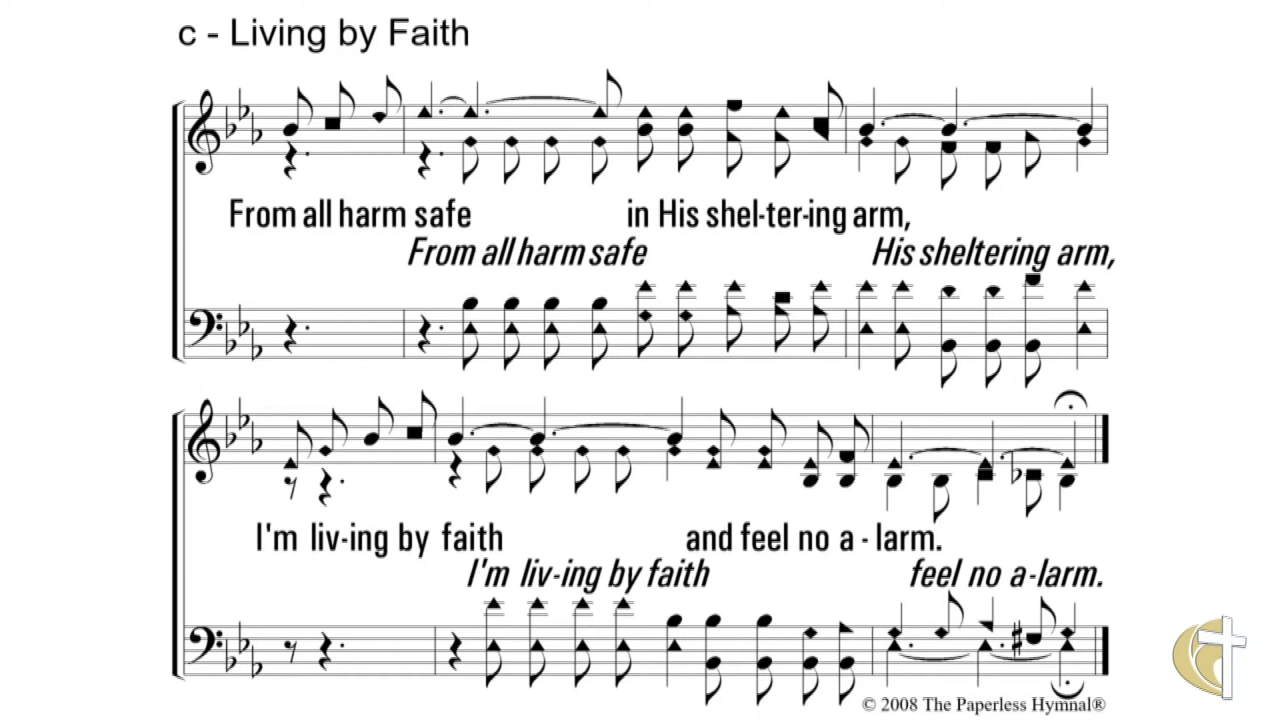 c - Living by Faith
From all harm safe in His shel-ter-ing arm,
From all harm safe His sheltering arm,
I'm liv-ing by faith and feel no a - larm.
I'm liv-ing by faith feel no a-larm.
© 2008 The Paperless Hymnal®